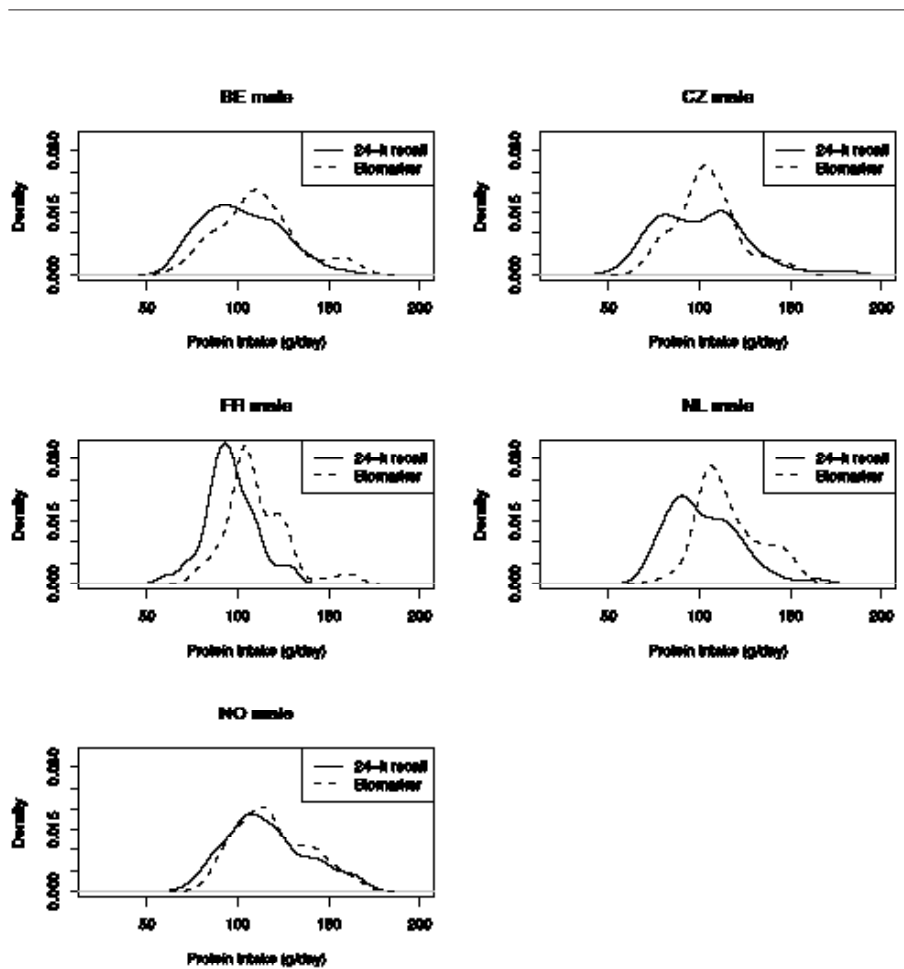 BE male
24-h recall
Biomarker
Density
0.000 0.015 0.030
50 100 150 200
Protein Intake (g/day)
CZ male
24-h recall
Biomarker
Density
0.000 0.015 0.030
50 100 150 200
Protein Intake (g/day)
FR male
24-h recall
Biomarker
Density
0.000 0.015 0.030
50 100 150 200
Protein Intake (g/day)
NL male
24-h recall
Biomarker
Density
0.000 0.015 0.030
50 100 150 200
Protein Intake (g/day)
NO male
24-h recall
Biomarker
Density
0.000 0.015 0.030
50 100 150 200
Protein Intake (g/day)